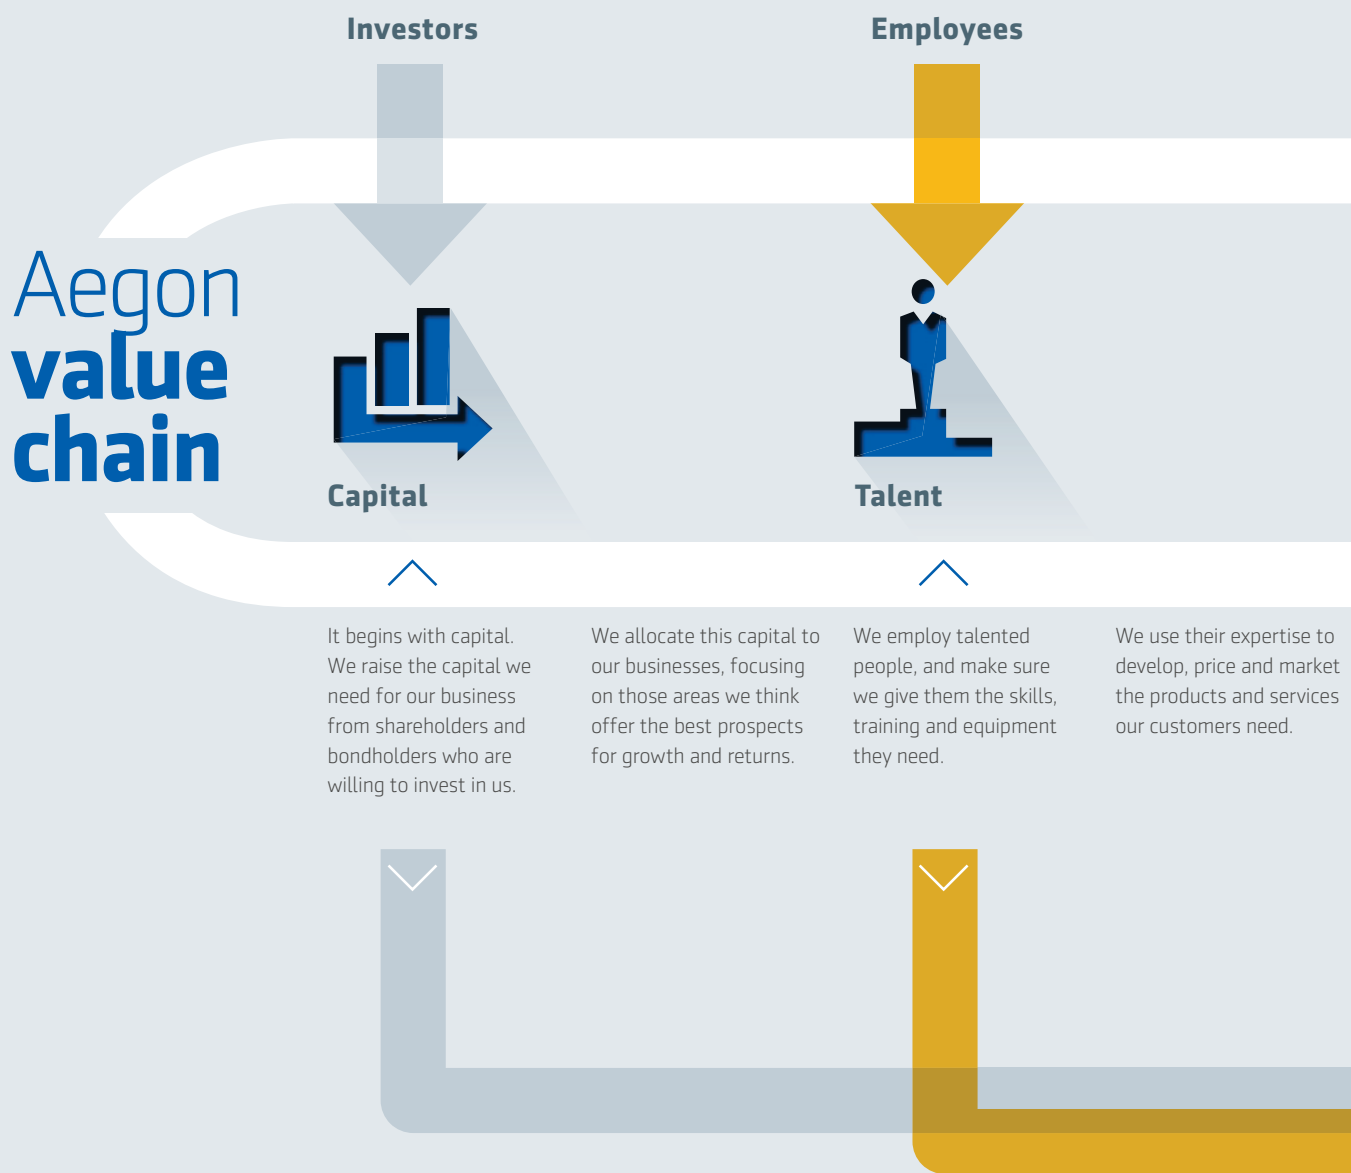 Investors
Employees
Aegon
value
chain
Capital
Talent
It begins with capital.
We raise the capital we
need for our business
from shareholders and
bondholders who are
willing to invest in us.
We allocate this capital to
our businesses, focusing
on those areas we think
offer the best prospects
for growth and returns.
We employ talented
people, and make sure
we give them the skills,
training and equipment
they need.
We use their expertise to
develop, price and market
the products and services
our customers need.